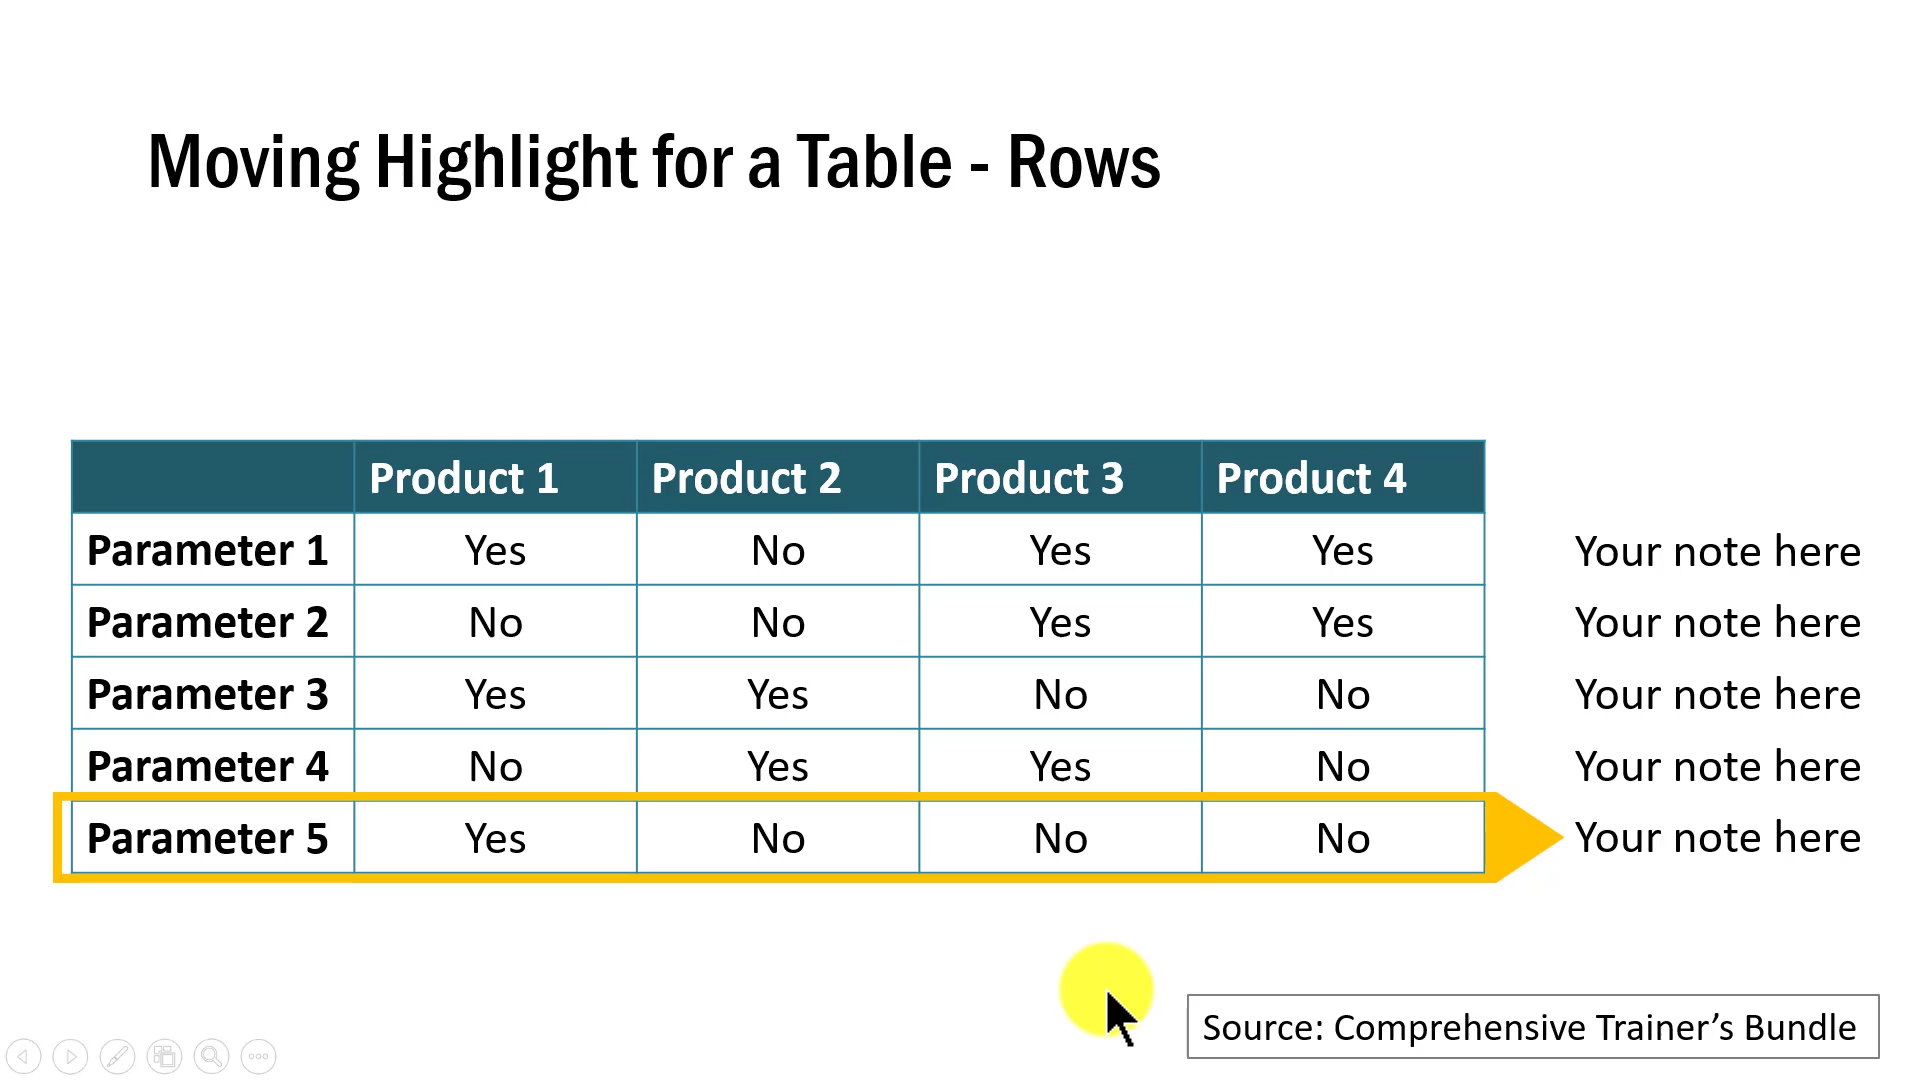 Moving Highlight for a Table - Rows
Product 1 Product 2 Product 3 Product 4
Parameter 1 Yes No Yes Yes Your note here
Parameter 2 No No Yes Yes Your note here
Parameter 3 Yes Yes No No Your note here
Parameter 4 No Yes Yes No Your note here
Parameter 5 Yes No No No Your note here
Source: Comprehensive Trainer’s Bundle